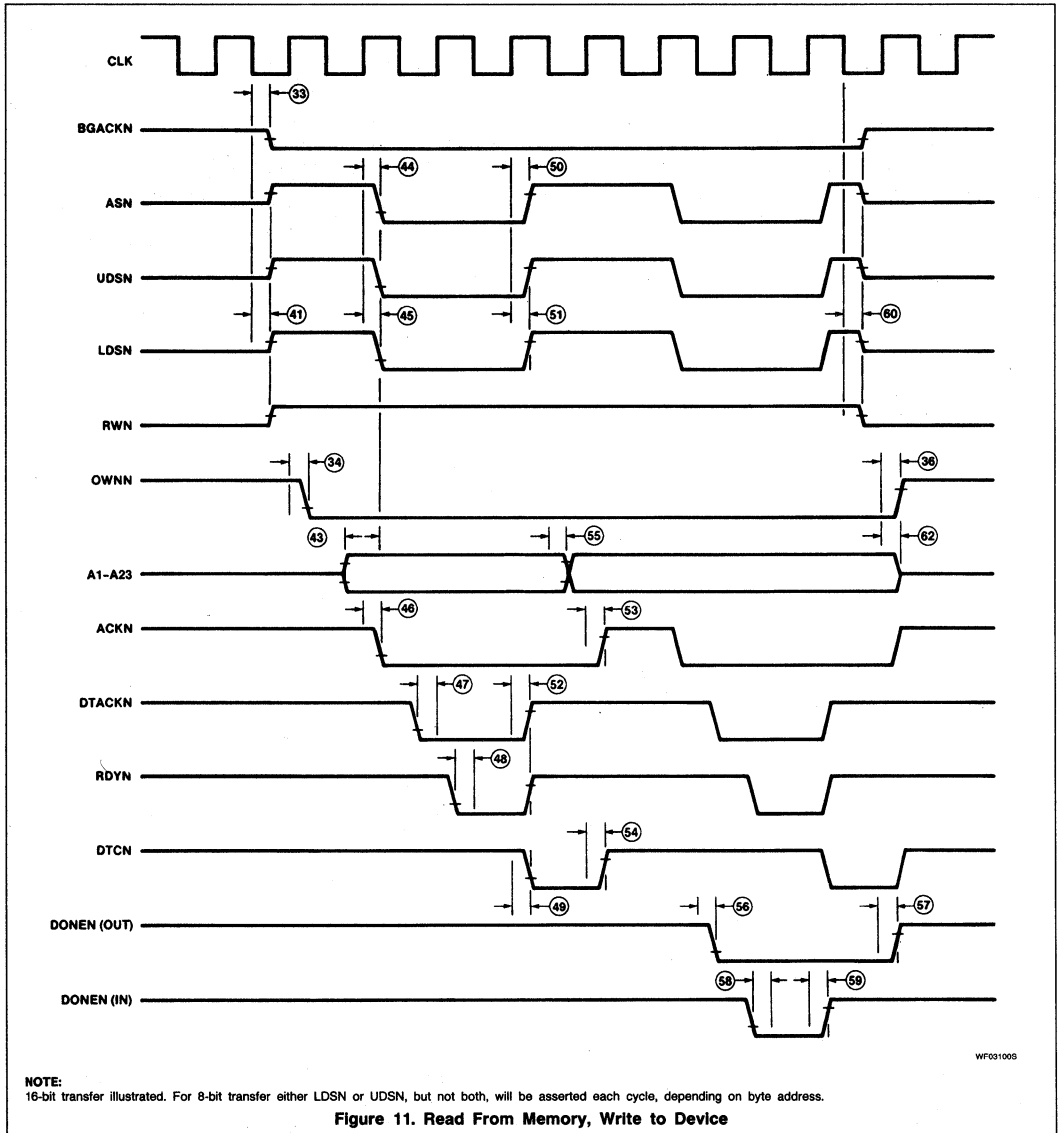 CLK
33
BGACKN
44
50
ASN
UDSN
41
45
51
60
LDSN
RWN
34
36
OWNN
43
55
62
A1–A23
46
53
ACKN
47
52
DTACKN
48
RDYN
54
DTCN
49
56
57
DONEN (OUT)
58
59
DONEN (IN)
WF03100S
NOTE:
16-bit transfer illustrated. For 8-bit transfer either LDSN or UDSN, but not both, will be asserted each cycle, depending on byte address.
Figure 11. Read From Memory, Write to Device